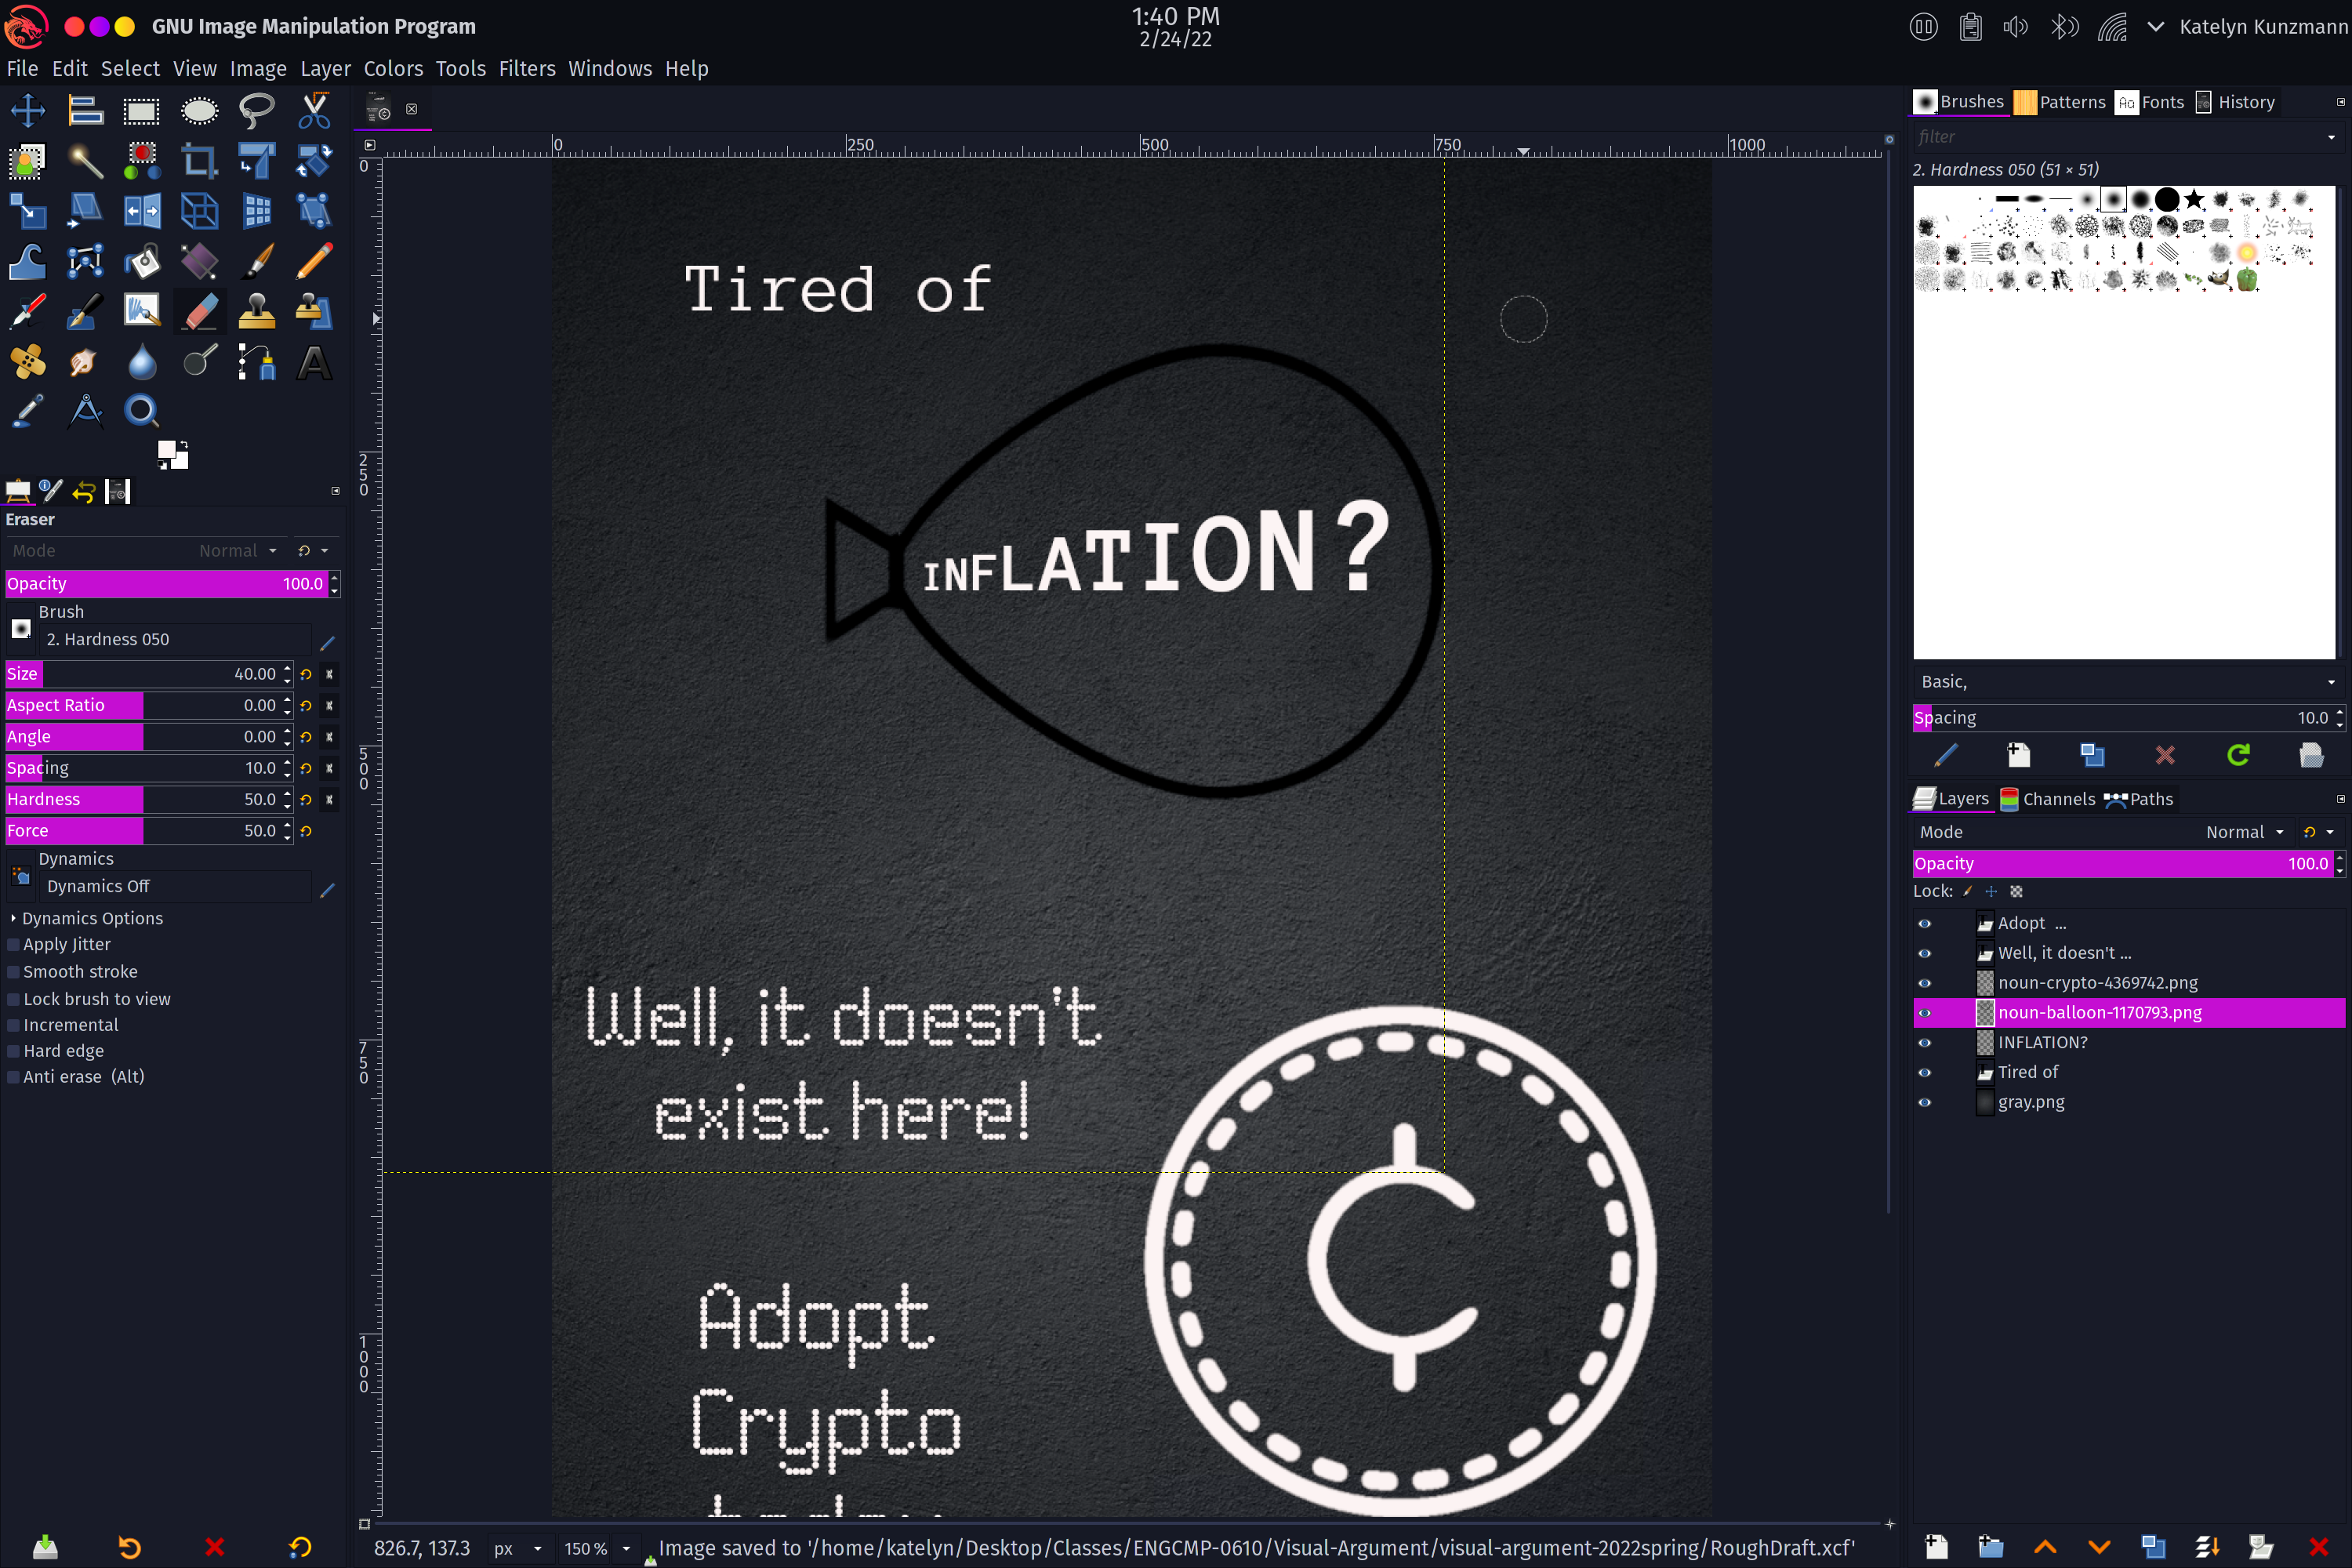 GNU Image Manipulation Program
1:40 PM
2/24/22
Katelyn Kunzmann
File Edit Select View Image Layer Colors Tools Filters Windows Help
Eraser
Mode Normal
Opacity 100.0
Brush
2. Hardness 050
Size 40.00
Aspect Ratio 0.00
Angle 0.00
Spacing 10.0
Hardness 50.0
Force 50.0
Dynamics
Dynamics Off
Dynamics Options
Apply Jitter
Smooth stroke
Lock brush to view
Incremental
Hard edge
Anti erase (Alt)
0 250 500 750 1000
0
250
500
750
1000
Tired of
INFLATION?
Well, it doesn't
exist here!
Adopt
Crypto
826.7, 137.3 px 150 % Image saved to '/home/katelyn/Desktop/Classes/ENGCMP-0610/Visual-Argument/visual-argument-2022spring/RoughDraft.xcf'
Brushes Patterns Aa Fonts History
filter
2. Hardness 050 (51 × 51)
Basic,
Spacing 10.0
Layers Channels Paths
Mode Normal
Opacity 100.0
Lock:
Adopt ...
Well, it doesn't ...
noun-crypto-4369742.png
noun-balloon-1170793.png
INFLATION?
Tired of
gray.png